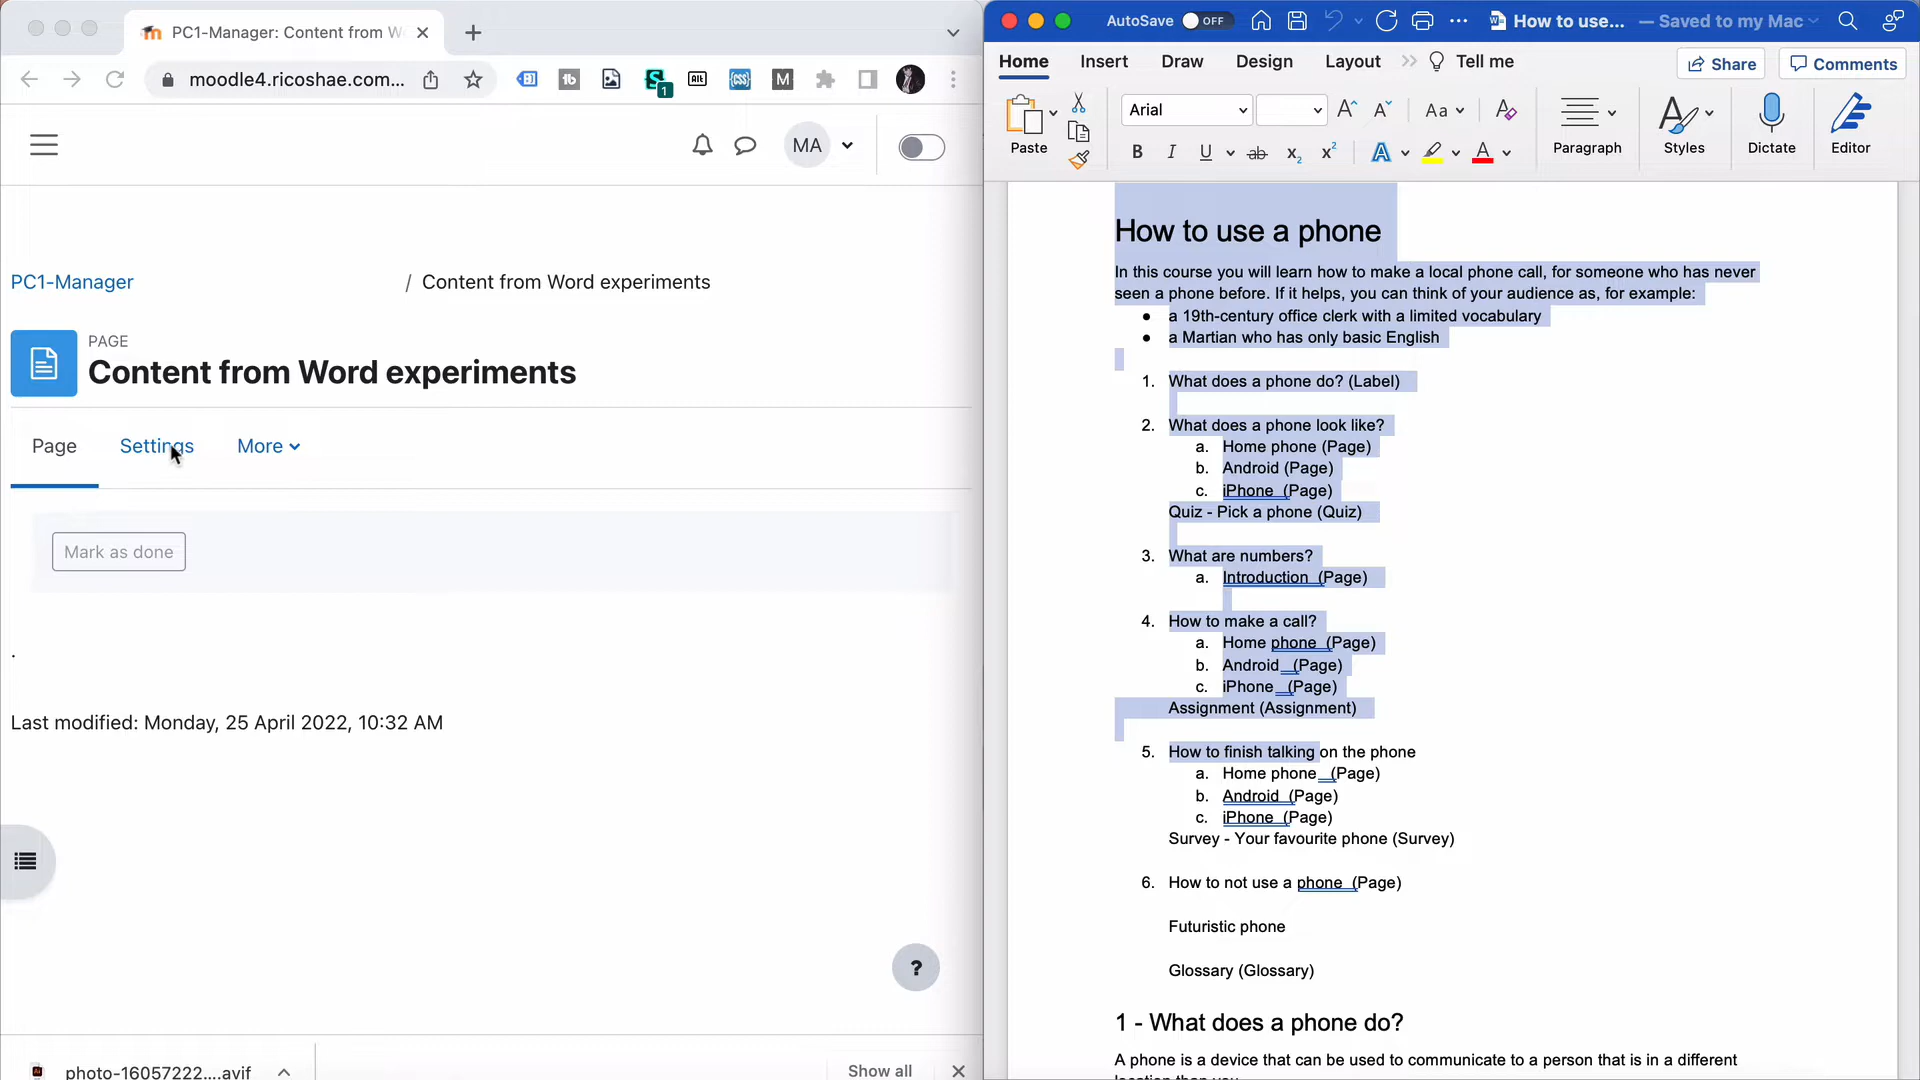 PC1-Manager: Content from W
moodle4.ricoshae.com...
1
MA
PC1-Manager / Content from Word experiments
PAGE
Content from Word experiments
Page Settings More
Mark as done
.
Last modified: Monday, 25 April 2022, 10:32 AM
?
photo-16057222....avif
Show all
AutoSave OFF
How to use... — Saved to my Mac
Home Insert Draw Design Layout Tell me
Share Comments
Paste
Arial
Aa
B I U ab x₂ x²
Paragraph
Styles
Dictate
Editor
How to use a phone
In this course you will learn how to make a local phone call, for someone who has never
seen a phone before. If it helps, you can think of your audience as, for example:
● a 19th-century office clerk with a limited vocabulary
● a Martian who has only basic English
1. What does a phone do? (Label)
2. What does a phone look like?
a. Home phone (Page)
b. Android (Page)
c. iPhone (Page)
Quiz - Pick a phone (Quiz)
3. What are numbers?
a. Introduction (Page)
4. How to make a call?
a. Home phone (Page)
b. Android (Page)
c. iPhone (Page)
Assignment (Assignment)
5. How to finish talking on the phone
a. Home phone (Page)
b. Android (Page)
c. iPhone (Page)
Survey - Your favourite phone (Survey)
6. How to not use a phone (Page)
Futuristic phone
Glossary (Glossary)
1 - What does a phone do?
A phone is a device that can be used to communicate to a person that is in a different